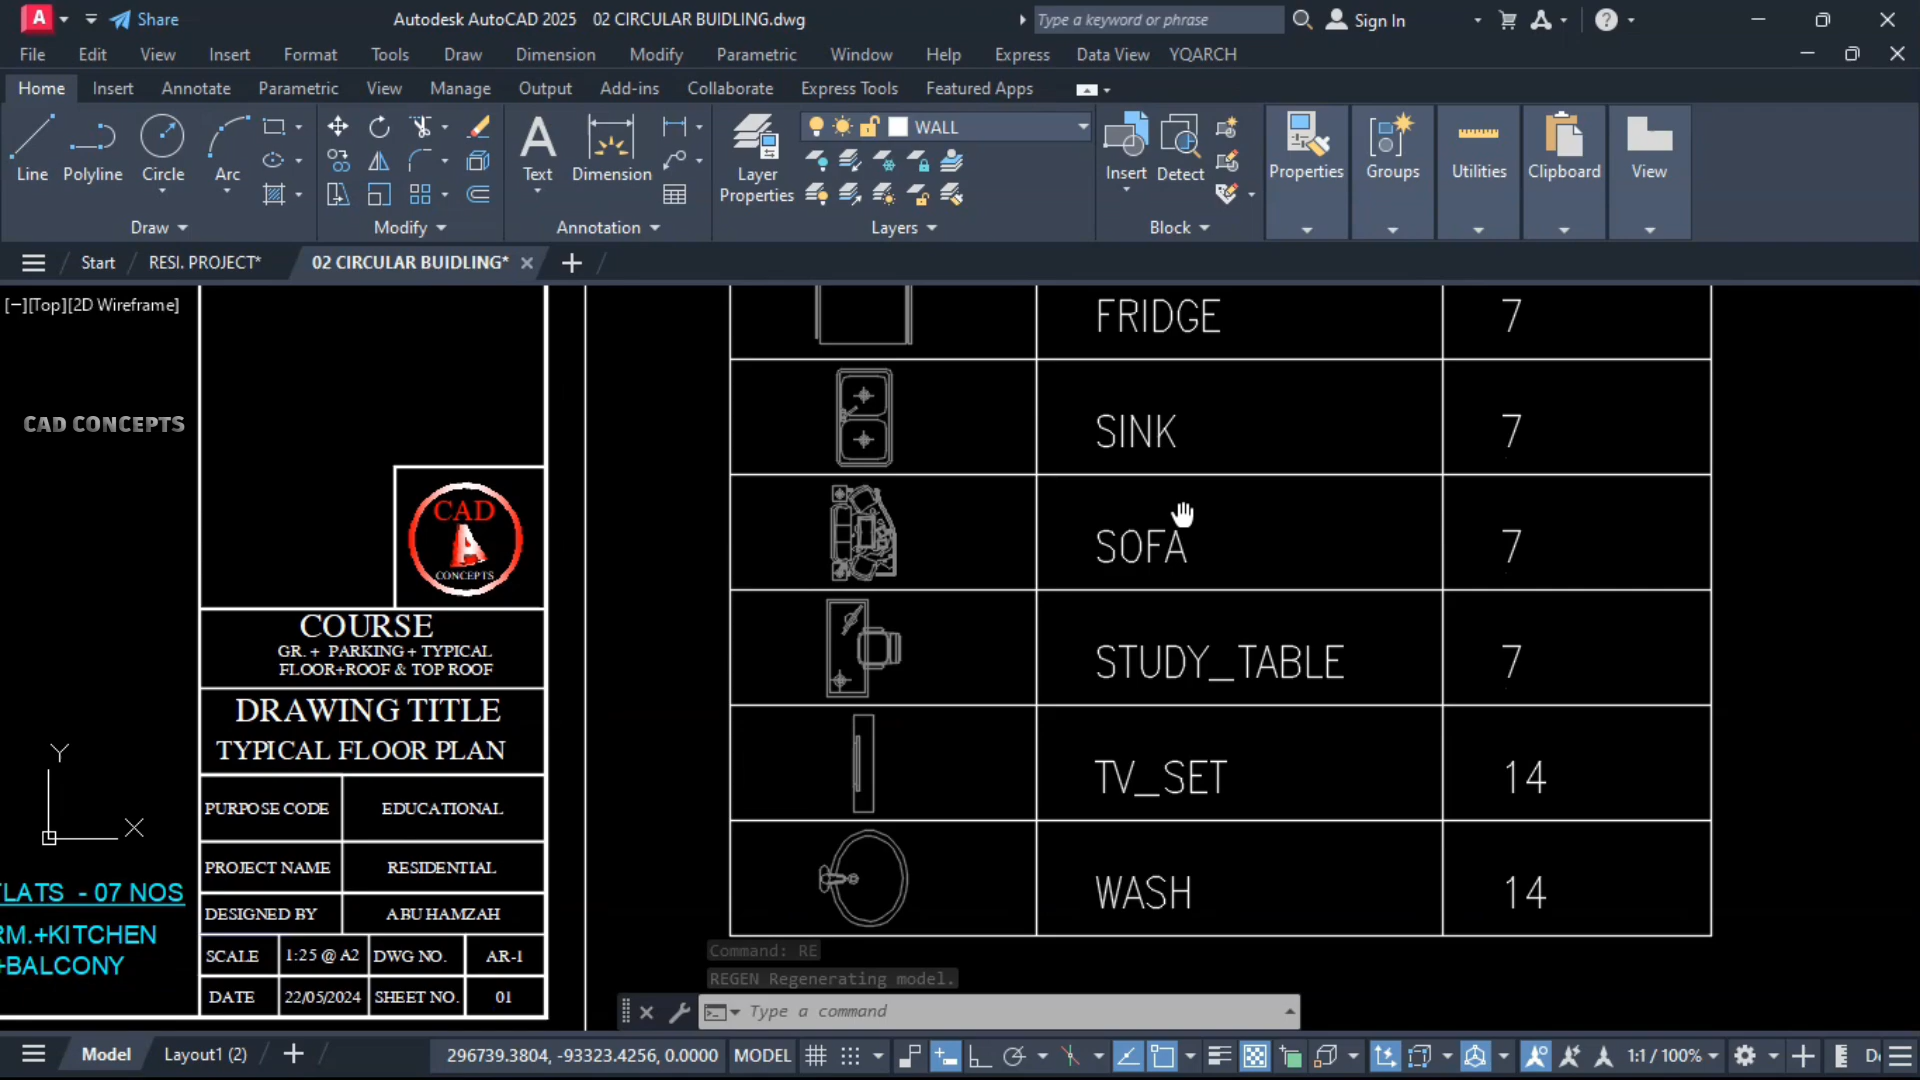 Share
Autodesk AutoCAD 2025 02 CIRCULAR BUIDLING.dwg
Type a keyword or phrase
Sign In
File Edit View Insert Format Tools Draw Dimension Modify Parametric Window Help Express Data View YQARCH
Home Insert Annotate Parametric View Manage Output Add-ins Collaborate Express Tools Featured Apps
WALL
Line Polyline Circle Arc Text Dimension Layer Properties Insert Detect Properties Groups Utilities Clipboard View
Draw Modify Annotation Layers Block
Start RESI. PROJECT* 02 CIRCULAR BUIDLING*
[−][Top][2D Wireframe]
CAD CONCEPTS
CAD
A
CONCEPTS
COURSE
GR. + PARKING + TYPICAL
FLOOR+ROOF & TOP ROOF
DRAWING TITLE
TYPICAL FLOOR PLAN
PURPOSE CODE EDUCATIONAL
PROJECT NAME RESIDENTIAL
DESIGNED BY ABU HAMZAH
SCALE 1:25 @ A2 DWG NO. AR-1
DATE 22/05/2024 SHEET NO. 01
LATS - 07 NOS
RM.+KITCHEN
+BALCONY
Y
X
FRIDGE 7
SINK 7
SOFA 7
STUDY_TABLE 7
TV_SET 14
WASH 14
Command: RE
REGEN Regenerating model.
Type a command
Model Layout1 (2)
296739.3804, -93323.4256, 0.0000 MODEL
1:1 / 100%